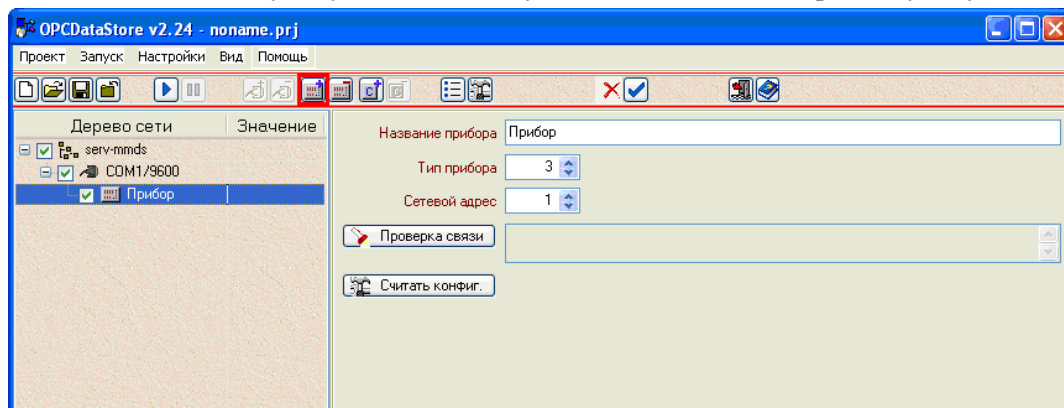 OPCDataStore v2.24 - noname.prj
Проект Запуск Настройки Вид Помощь
Дерево сети Значение
serv-mmds
COM1/9600
Прибор
Название прибора Прибор
Тип прибора 3
Сетевой адрес 1
Проверка связи
Считать конфиг.